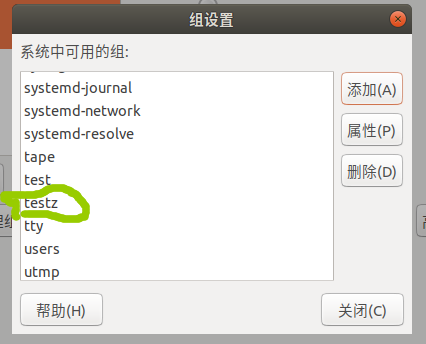 组设置
系统中可用的组:
systemd-journal
systemd-network
systemd-resolve
tape
test
testz
tty
users
utmp
添加(A)
属性(P)
删除(D)
帮助(H)
关闭(C)